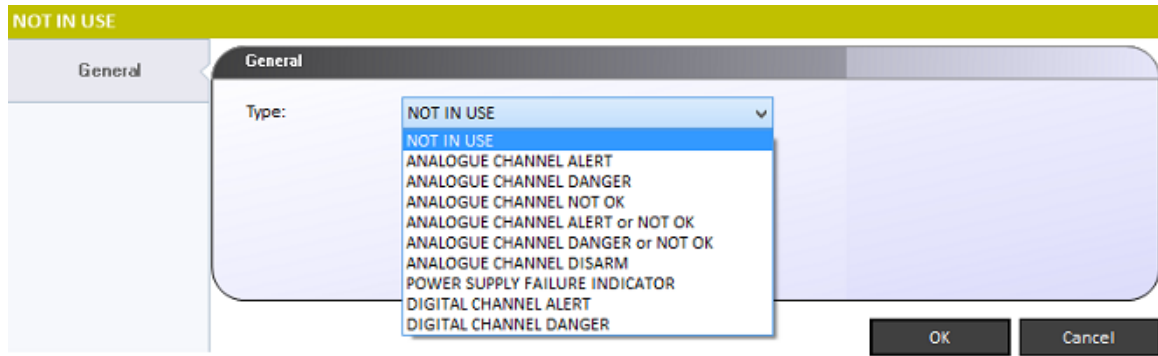 NOT IN USE
General
General
Type:
NOT IN USE
NOT IN USE
ANALOGUE CHANNEL ALERT
ANALOGUE CHANNEL DANGER
ANALOGUE CHANNEL NOT OK
ANALOGUE CHANNEL ALERT or NOT OK
ANALOGUE CHANNEL DANGER or NOT OK
ANALOGUE CHANNEL DISARM
POWER SUPPLY FAILURE INDICATOR
DIGITAL CHANNEL ALERT
DIGITAL CHANNEL DANGER
OK Cancel